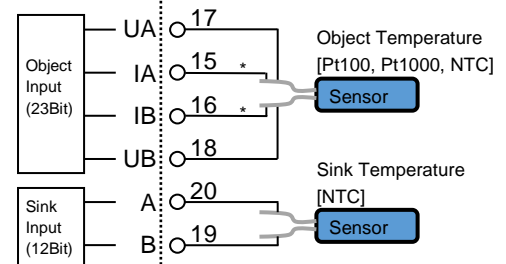 UA 17
Object Temperature
[Pt100, Pt1000, NTC]
Object
Input
(23Bit)
IA 15 *
Sensor
IB 16 *
UB 18
Sink Temperature
[NTC]
Sink
Input
(12Bit)
A 20
Sensor
B 19